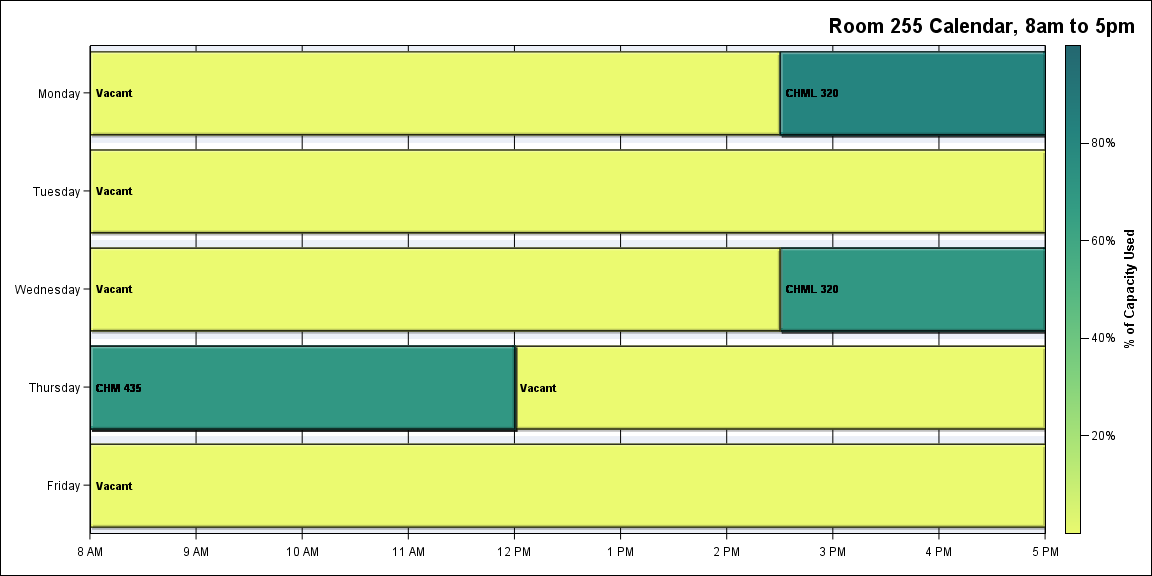 Room 255 Calendar, 8am to 5pm
Monday
Vacant
CHML 320
Tuesday
Vacant
Wednesday
Vacant
CHML 320
Thursday
CHM 435
Vacant
Friday
Vacant
8 AM
9 AM
10 AM
11 AM
12 PM
1 PM
2 PM
3 PM
4 PM
5 PM
80%
60%
40%
20%
% of Capacity Used